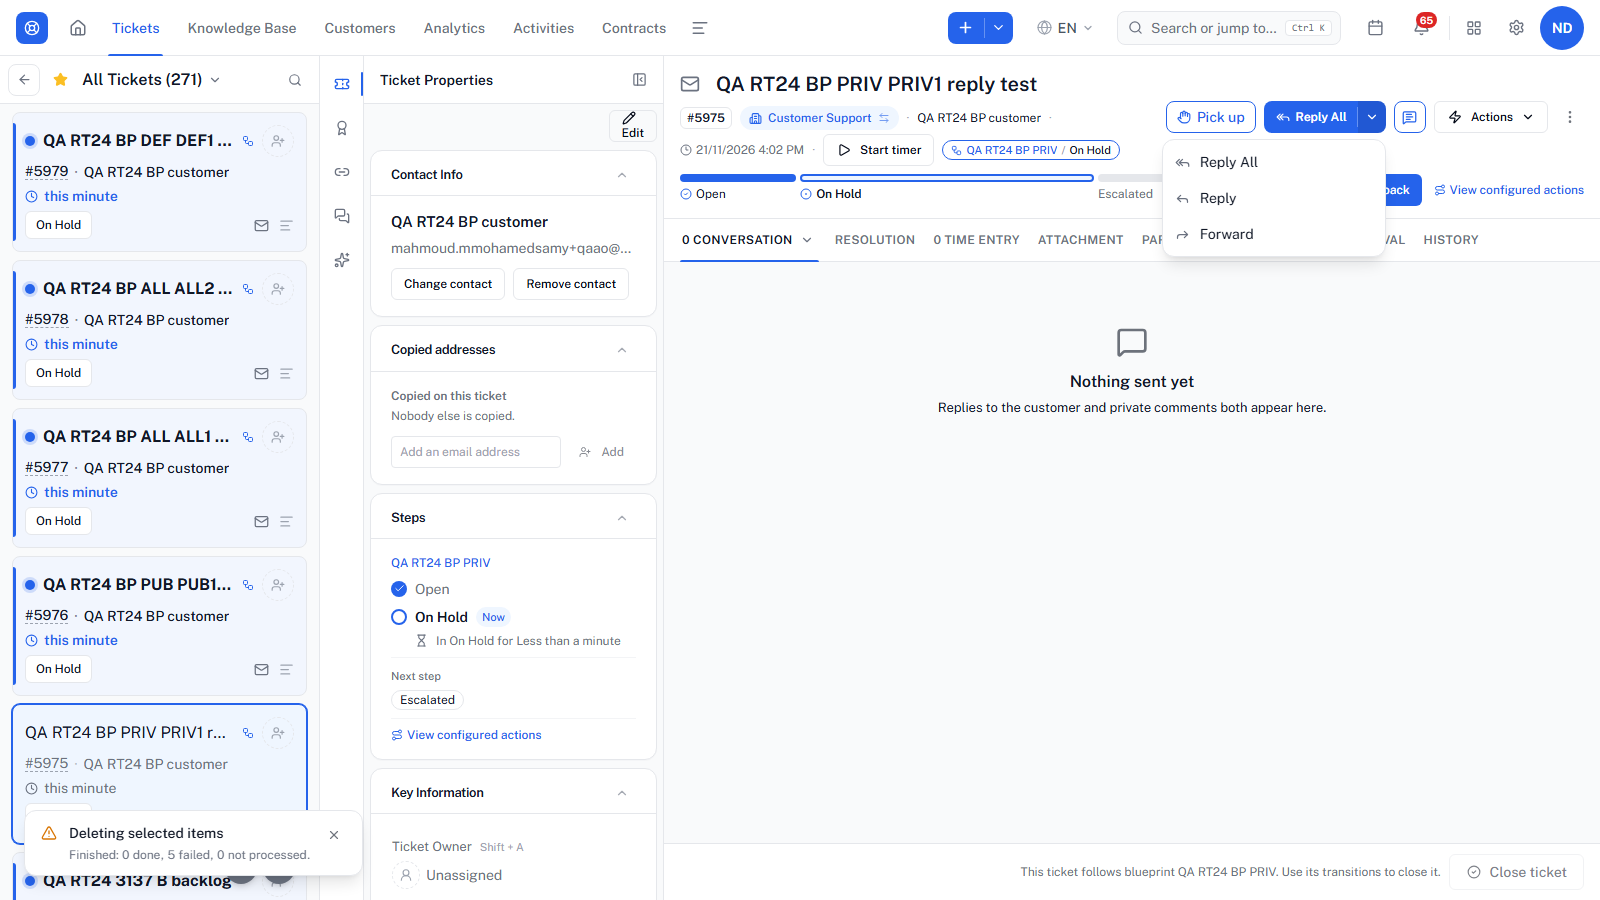 Tickets
Knowledge Base
Customers
Analytics
Activities
Contracts
EN
Search or jump to...
Ctrl K
65
ND
All Tickets (271)
QA RT24 BP DEF DEF1 ...
#5979 · QA RT24 BP customer
this minute
On Hold
QA RT24 BP ALL ALL2 ...
#5978 · QA RT24 BP customer
this minute
On Hold
QA RT24 BP ALL ALL1 ...
#5977 · QA RT24 BP customer
this minute
On Hold
QA RT24 BP PUB PUB1...
#5976 · QA RT24 BP customer
this minute
On Hold
QA RT24 BP PRIV PRIV1 r...
#5975 · QA RT24 BP customer
this minute
Deleting selected items
Finished: 0 done, 5 failed, 0 not processed.
QA RT24 3137 B backlog
Ticket Properties
Edit
Contact Info
QA RT24 BP customer
mahmoud.mmohamedsamy+qaao@...
Change contact
Remove contact
Copied addresses
Copied on this ticket
Nobody else is copied.
Add an email address
Add
Steps
QA RT24 BP PRIV
Open
On Hold Now
In On Hold for Less than a minute
Next step
Escalated
View configured actions
Key Information
Ticket Owner Shift + A
Unassigned
QA RT24 BP PRIV PRIV1 reply test
#5975
Customer Support
· QA RT24 BP customer ·
Pick up
Reply All
Actions
21/11/2026 4:02 PM ·
Start timer
QA RT24 BP PRIV / On Hold
Open
On Hold
Escalated
back
View configured actions
Reply All
Reply
Forward
0 CONVERSATION
RESOLUTION
0 TIME ENTRY
ATTACHMENT
HISTORY
Nothing sent yet
Replies to the customer and private comments both appear here.
This ticket follows blueprint QA RT24 BP PRIV. Use its transitions to close it.
Close ticket